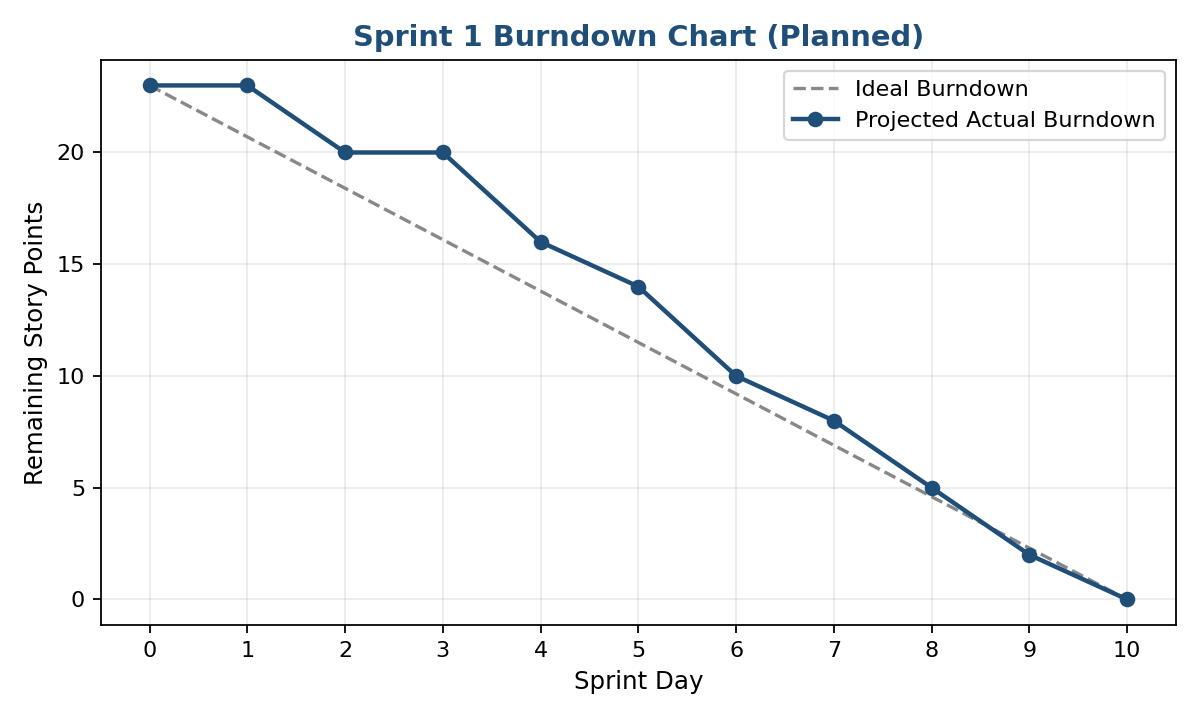 Sprint 1 Burndown Chart (Planned)
Ideal Burndown
Projected Actual Burndown
Remaining Story Points
20
15
10
5
0
0 1 2 3 4 5 6 7 8 9 10
Sprint Day